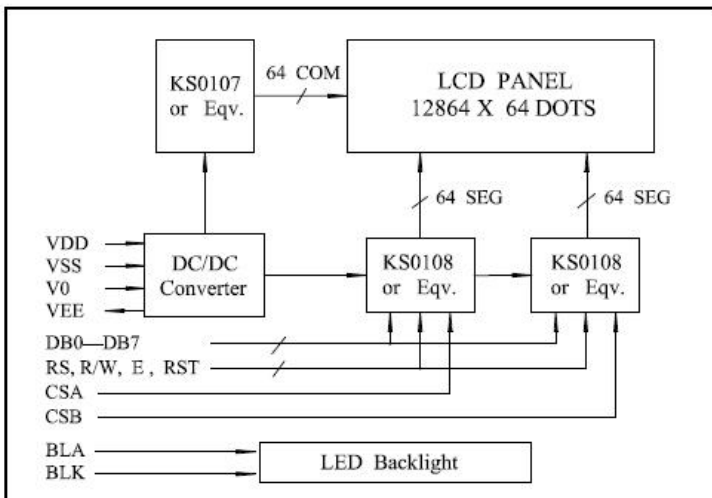 KS0107
or Eqv.
64 COM
LCD PANEL
12864 X 64 DOTS
64 SEG
64 SEG
VDD
VSS
V0
VEE
DC/DC
Converter
KS0108
or Eqv.
KS0108
or Eqv.
DB0—DB7
RS, R/W, E , RST
CSA
CSB
BLA
BLK
LED Backlight